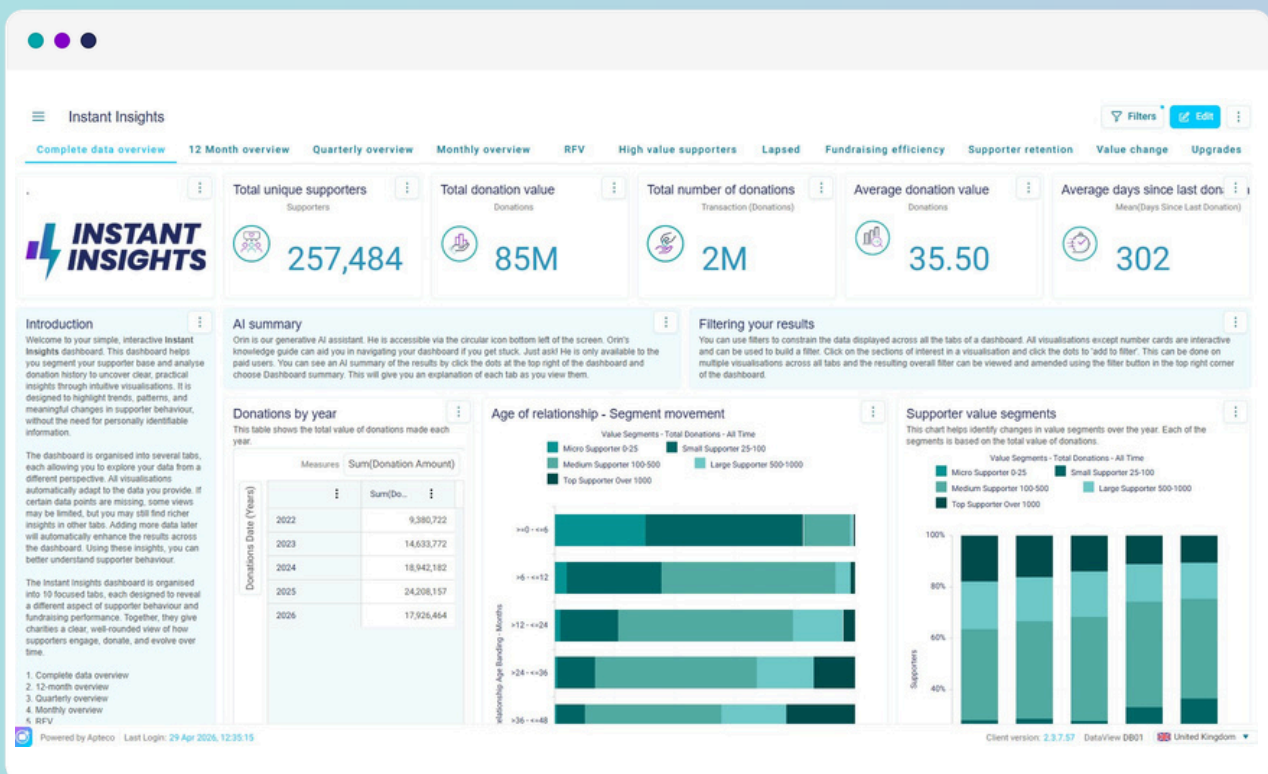 Instant Insights
Filters
Edit
Complete data overview
12 Month overview
Quarterly overview
Monthly overview
RFV
High value supporters
Lapsed
Fundraising efficiency
Supporter retention
Value change
Upgrades
INSTANT
INSIGHTS
Total unique supporters
Supporters
257,484
Total donation value
Donations
85M
Total number of donations
Transaction (Donations)
2M
Average donation value
Donations
35.50
Average days since last don
Mean(Days Since Last Donation)
302
Introduction
Welcome to your simple, interactive Instant
Insights dashboard. This dashboard helps
you segment your supporter base and analyse
donation history to uncover clear, practical
insights through intuitive visualisations. It is
designed to highlight trends, patterns, and
meaningful changes in supporter behaviour,
without the need for personally identifiable
information.
The dashboard is organised into several tabs,
each allowing you to explore your data from a
different perspective. All visualisations
automatically adapt to the data you provide. If
certain data points are missing, some views
may be limited, but you may still find richer
insights in other tabs. Adding more data later
will automatically enhance the results across
the dashboard. Using these insights, you can
better understand supporter behaviour.
The Instant Insights dashboard is organised
into 10 focused tabs, each designed to reveal
a different aspect of supporter behaviour and
fundraising performance. Together, they give
charities a clear, well-rounded view of how
supporters engage, donate, and evolve over
time.
1. Complete data overview
2. 12-month overview
3. Quarterly overview
4. Monthly overview
5. RFV
AI summary
Orin is our generative AI assistant. He is accessible via the circular icon bottom left of the screen. Orin's
knowledge guide can aid you in navigating your dashboard if you get stuck. Just ask! He is only available to the
paid users. You can see an AI summary of the results by click the dots at the top right of the dashboard and
choose Dashboard summary. This will give you an explanation of each tab as you view them.
Filtering your results
You can use filters to constrain the data displayed across all the tabs of a dashboard. All visualisations except number cards are interactive
and can be used to build a filter. Click on the sections of interest in a visualisation and click the dots to 'add to filter'. This can be done on
multiple visualisations across all tabs and the resulting overall filter can be viewed and amended using the filter button in the top right corner
of the dashboard.
Donations by year
This table shows the total value of donations made each
year.
Measures
Sum(Donation Amount)
Donations Date (Years)
Sum(Do...
2022 9,380,722
2023 14,633,772
2024 18,942,182
2025 24,208,157
2026 17,926,464
Age of relationship - Segment movement
Value Segments - Total Donations - All Time
Micro Supporter 0-25
Small Supporter 25-100
Medium Supporter 100-500
Large Supporter 500-1000
Top Supporter Over 1000
elationship Age Banding - Months
>=0 - <=6
>6 - <=12
>12 - <=24
>24 - <=36
>36 - <=48
Supporter value segments
This chart helps identify changes in value segments over the year. Each of the
segments is based on the total value of donations.
Value Segments - Total Donations - All Time
Micro Supporter 0-25
Small Supporter 25-100
Medium Supporter 100-500
Large Supporter 500-1000
Top Supporter Over 1000
Supporters
100%
80%
60%
40%
Powered by Apteco
Last Login: 29 Apr 2026, 12:35:15
Client version: 2.3.7.57
DataView DB01
United Kingdom